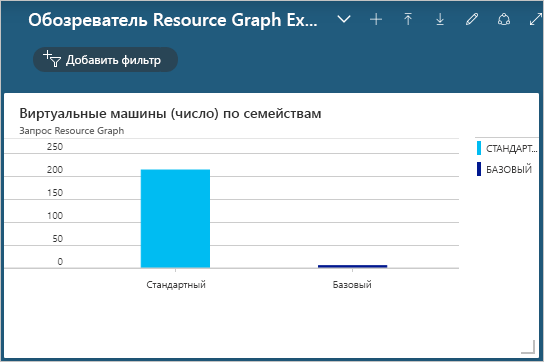 Обозреватель Resource Graph Ex...
Добавить фильтр
Виртуальные машины (число) по семействам
Запрос Resource Graph
250
200
150
100
50
0
Стандартный
Базовый
СТАНДАРТ...
БАЗОВЫЙ